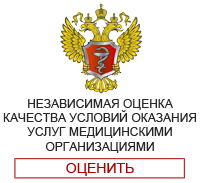 НЕЗАВИСИМАЯ ОЦЕНКА
КАЧЕСТВА УСЛОВИЙ ОКАЗАНИЯ
УСЛУГ МЕДИЦИНСКИМИ
ОРГАНИЗАЦИЯМИ
ОЦЕНИТЬ